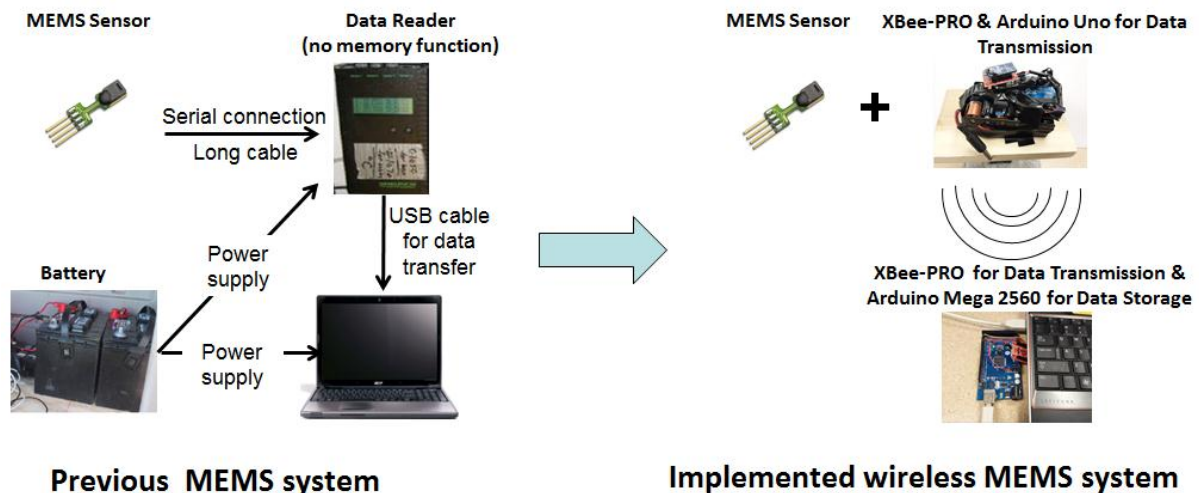 MEMS Sensor
Data Reader
(no memory function)
Serial connection
Long cable
USB cable
for data
transfer
Power
supply
Battery
Power
supply
Previous MEMS system
MEMS Sensor
XBee-PRO & Arduino Uno for Data
Transmission
+
XBee-PRO for Data Transmission &
Arduino Mega 2560 for Data Storage
Implemented wireless MEMS system